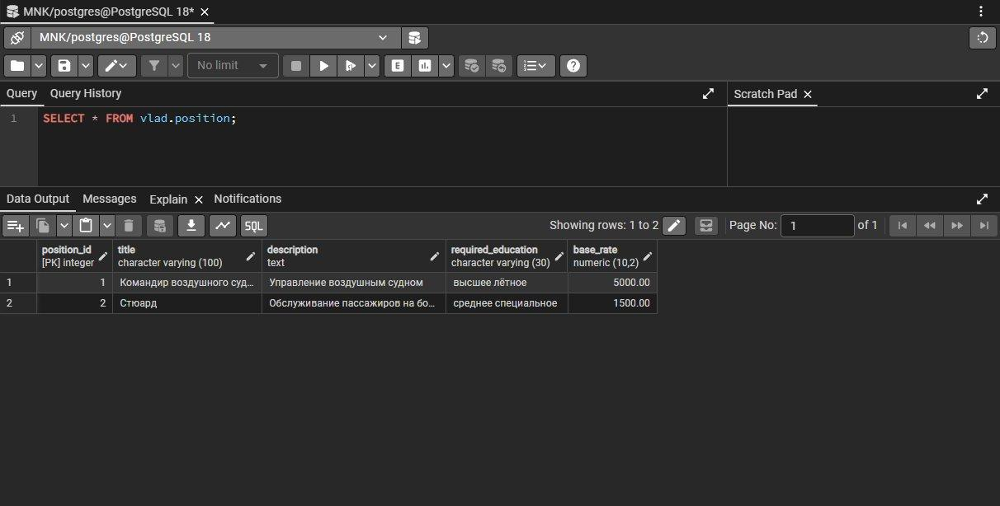 MNK/postgres@PostgreSQL 18*
MNK/postgres@PostgreSQL 18
No limit
E
Query Query History
Scratch Pad
1 SELECT * FROM vlad.position;
Data Output Messages Explain Notifications
SQL Showing rows: 1 to 2 Page No: 1 of 1
position_id title description required_education base_rate
[PK] integer character varying (100) text character varying (30) numeric (10,2)
1 1 Командир воздушного суд... Управление воздушным судном высшее лётное 5000.00
2 2 Стюард Обслуживание пассажиров на бо... среднее специальное 1500.00